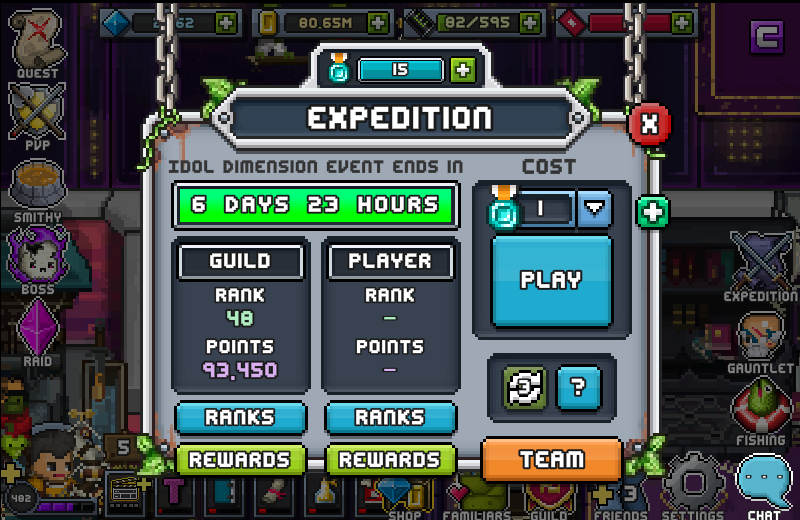 80.65M
82/595
C
15
QUEST
EXPEDITION
X
PVP
IDOL DIMENSION EVENT ENDS IN
COST
6 DAYS 23 HOURS
1
SMITHY
GUILD
PLAYER
PLAY
BOSS
RANK
RANK
48
–
EXPEDITION
POINTS
POINTS
93,450
–
RAID
GAUNTLET
3
?
RANKS
RANKS
FISHING
5
REWARDS
REWARDS
TEAM
482
3
SHOP
FAMILIARS
GUILD
FRIENDS
SETTINGS
CHAT